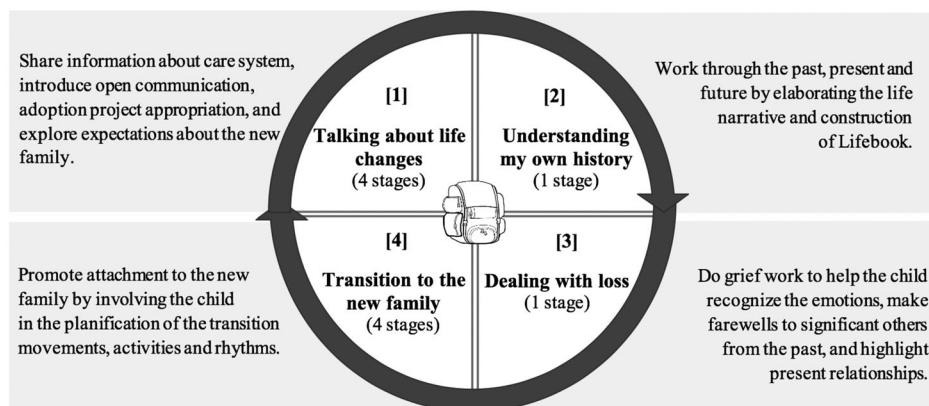 Share information about care system,
introduce open communication,
adoption project appropriation, and
explore expectations about the new
family.
[1]
Talking about life
changes
(4 stages)
[2]
Understanding
my own history
(1 stage)
Work through the past, present and
future by elaborating the life
narrative and construction
of Lifebook.
Promote attachment to the new
family by involving the child
in the planification of the transition
movements, activities and rhythms.
[4]
Transition to the
new family
(4 stages)
[3]
Dealing with loss
(1 stage)
Do grief work to help the child
recognize the emotions, make
farewells to significant others
from the past, and highlight
present relationships.